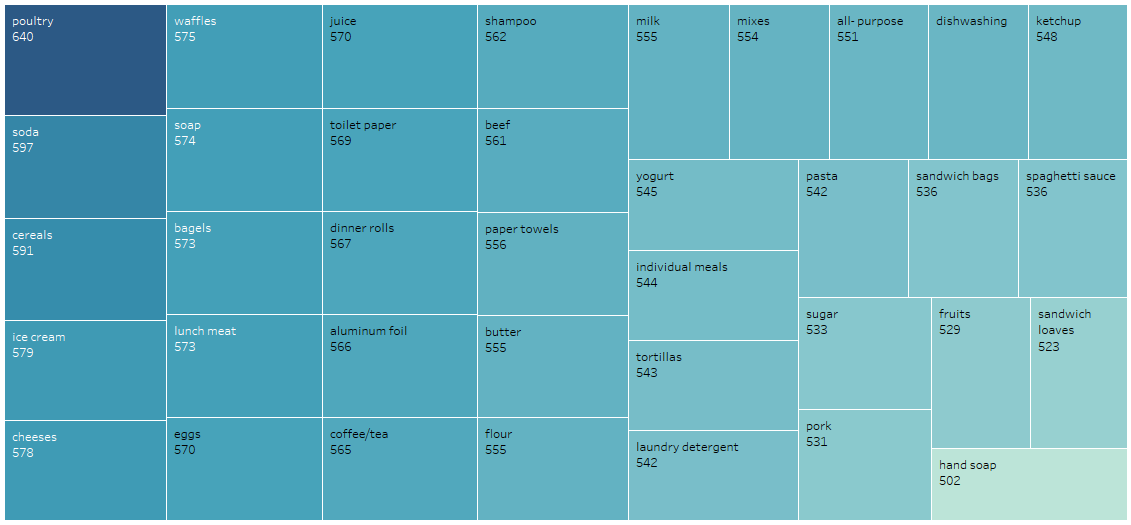 poultry
640
soda
597
cereals
591
ice cream
579
cheeses
578
waffles
575
soap
574
bagels
573
lunch meat
573
eggs
570
juice
570
toilet paper
569
dinner rolls
567
aluminum foil
566
coffee/tea
565
shampoo
562
beef
561
paper towels
556
butter
555
flour
555
milk
555
mixes
554
all- purpose
551
dishwashing
ketchup
548
yogurt
545
individual meals
544
tortillas
543
laundry detergent
542
pasta
542
sandwich bags
536
spaghetti sauce
536
sugar
533
pork
531
fruits
529
sandwich
loaves
523
hand soap
502